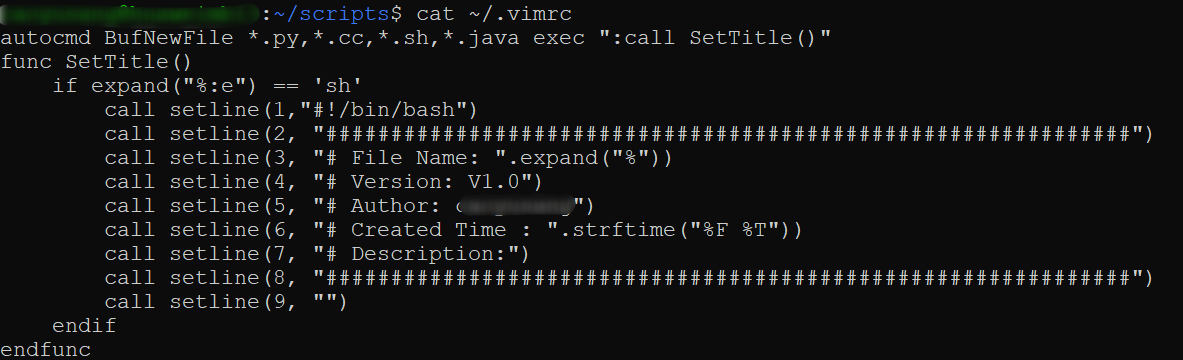 :~/scripts$ cat ~/.vimrc
autocmd BufNewFile *.py,*.cc,*.sh,*.java exec ":call SetTitle()"
func SetTitle()
    if expand("%:e") == 'sh'
        call setline(1,"#!/bin/bash")
        call setline(2, "##############################################################")
        call setline(3, "# File Name: ".expand("%"))
        call setline(4, "# Version: V1.0")
        call setline(5, "# Author: ")
        call setline(6, "# Created Time : ".strftime("%F %T"))
        call setline(7, "# Description:")
        call setline(8, "##############################################################")
        call setline(9, "")
    endif
endfunc